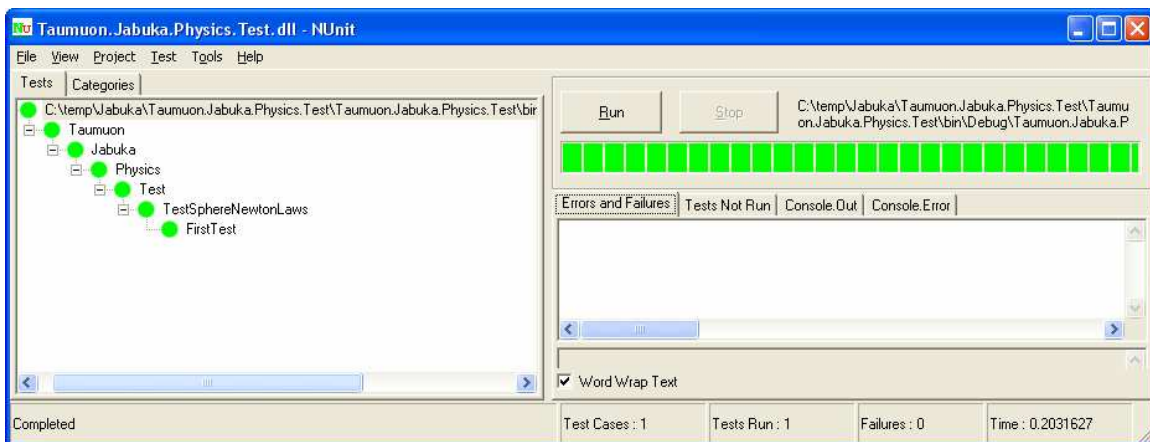 Nu Taumuon.Jabuka.Physics.Test.dll - NUnit
File View Project Test Tools Help
Tests Categories
C:\temp\Jabuka\Taumuon.Jabuka.Physics.Test\Taumuon.Jabuka.Physics.Test\bin
Taumuon
Jabuka
Physics
Test
TestSphereNewtonLaws
FirstTest
Run Stop
C:\temp\Jabuka\Taumuon.Jabuka.Physics.Test\Taumu
on.Jabuka.Physics.Test\bin\Debug\Taumuon.Jabuka.P
Errors and Failures Tests Not Run Console.Out Console.Error
Word Wrap Text
Completed Test Cases : 1 Tests Run : 1 Failures : 0 Time : 0.2031627